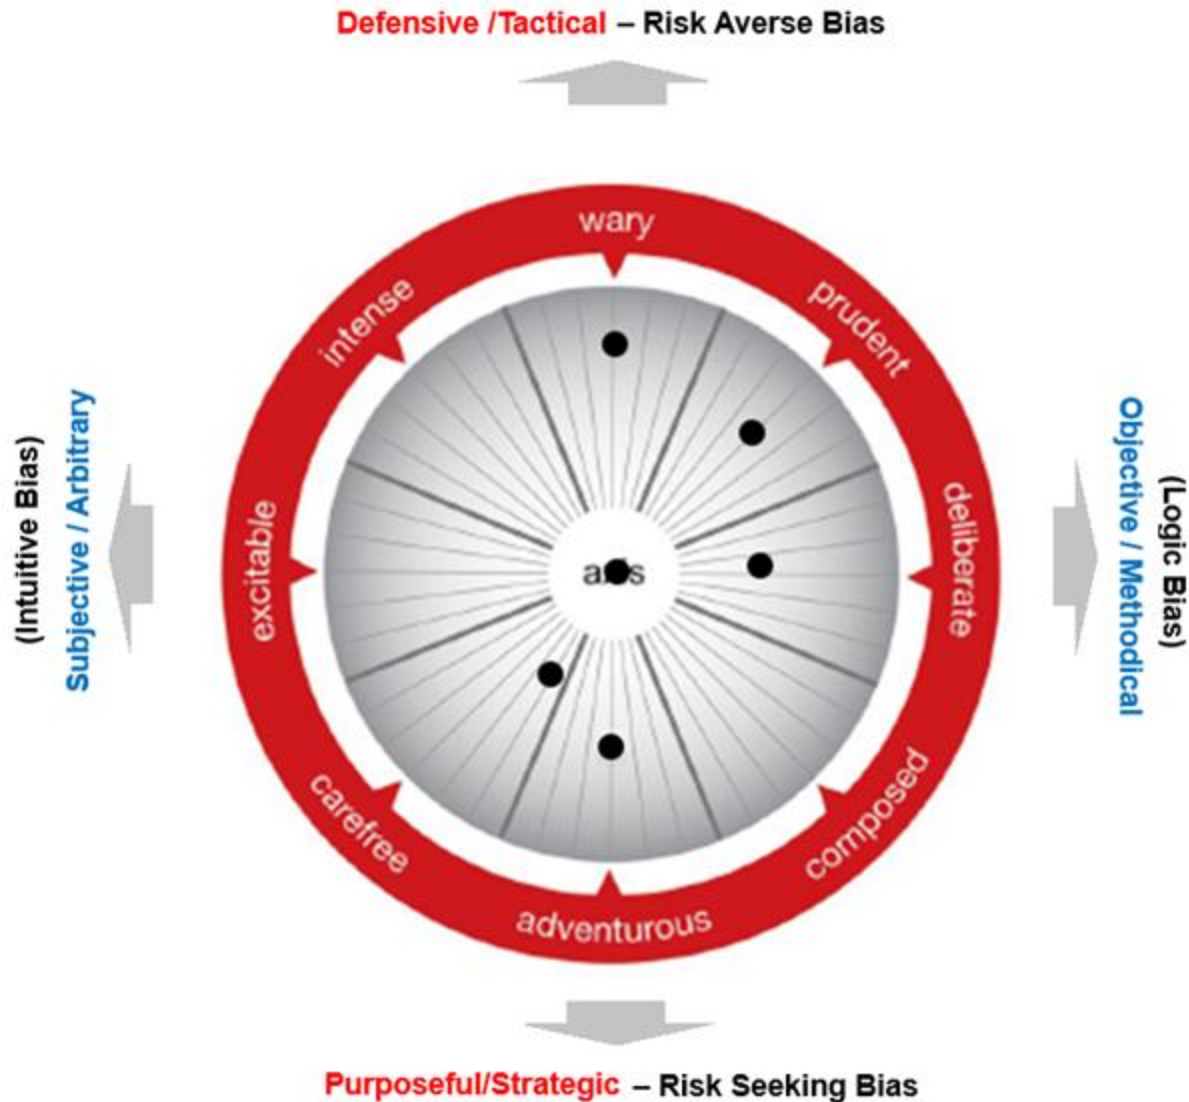 Defensive /Tactical – Risk Averse Bias
wary
intense
prudent
(Intuitive Bias)
Subjective / Arbitrary
excitable
deliberate
Objective / Methodical
(Logic Bias)
carefree
composed
adventurous
Purposeful/Strategic – Risk Seeking Bias